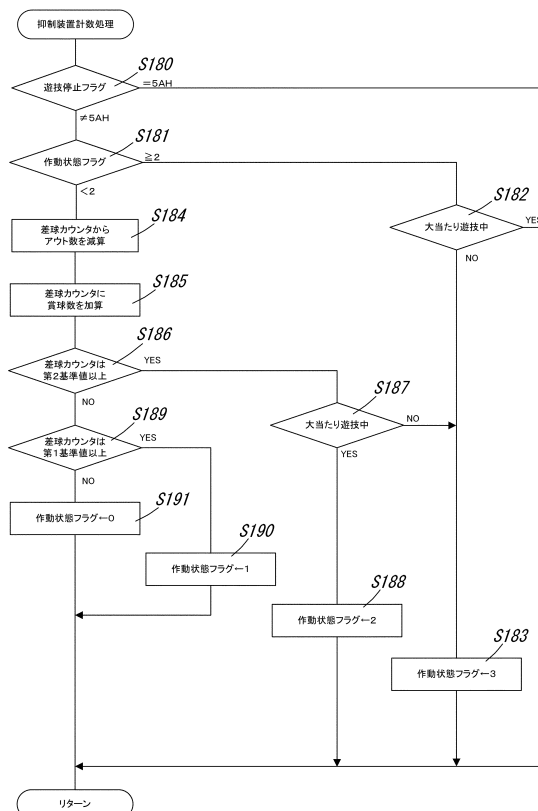 抑制装置計数処理
S180
遊技停止フラグ
=5AH
≠5AH
S181
作動状態フラグ
≧2
<2
S182
大当たり遊技中
YES
NO
S184
差球カウンタから
アウト数を減算
S185
差球カウンタに
賞球数を加算
S186
差球カウンタは
第2基準値以上
YES
NO
S187
大当たり遊技中
NO
YES
S189
差球カウンタは
第1基準値以上
YES
NO
S191
作動状態フラグ←0
S190
作動状態フラグ←1
S188
作動状態フラグ←2
S183
作動状態フラグ←3
リターン